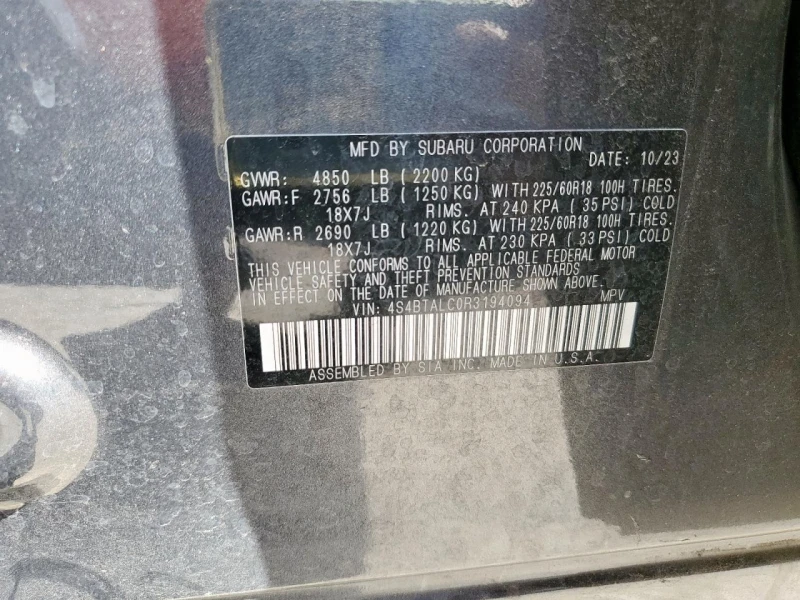 MFD BY SUBARU CORPORATION
DATE: 10/23
GVWR: 4850 LB ( 2200 KG)
GAWR:F 2756 LB ( 1250 KG) WITH 225/60R18 100H TIRES.
18X7J RIMS. AT 240 KPA ( 35 PSI) COLD
GAWR:R 2690 LB ( 1220 KG) WITH 225/60R18 100H TIRES.
18X7J RIMS. AT 230 KPA ( 33 PSI) COLD
THIS VEHICLE CONFORMS TO ALL APPLICABLE FEDERAL MOTOR
VEHICLE SAFETY AND THEFT PREVENTION STANDARDS
IN EFFECT ON THE DATE OF MANUFACTURE SHOWN ABOVE.
VIN: 4S4BTALC0R3194094 MPV
ASSEMBLED BY SIA INC. MADE IN U.S.A.